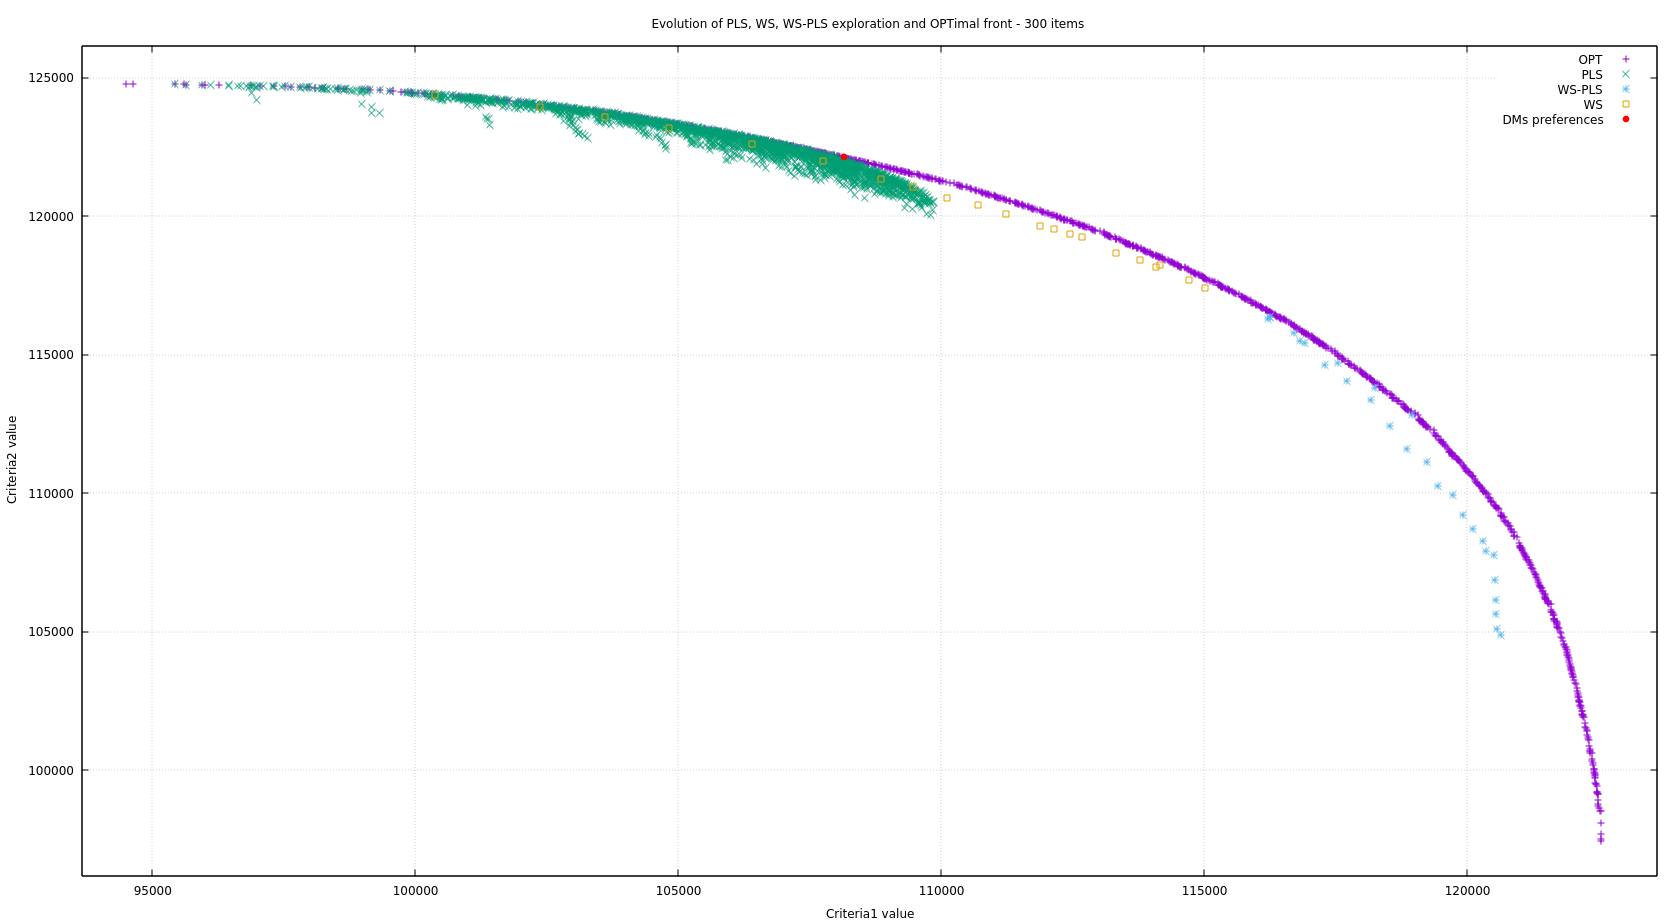 Evolution of PLS, WS, WS-PLS exploration and OPTimal front - 300 items
OPT
PLS
WS-PLS
WS
DMs preferences
125000
120000
115000
110000
105000
100000
Criteria2 value
95000
100000
105000
110000
115000
120000
Criteria1 value